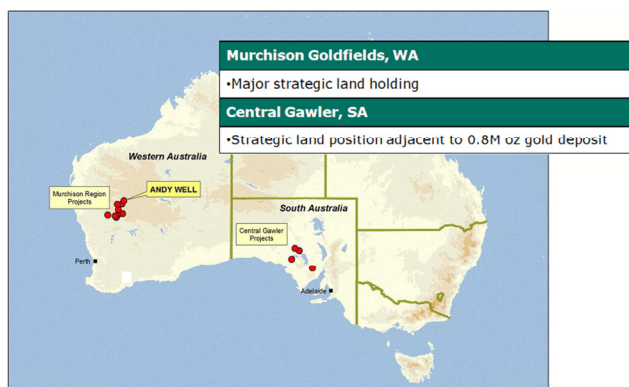 Murchison Goldfields, WA
•Major strategic land holding
Central Gawler, SA
•Strategic land position adjacent to 0.8M oz gold deposit
Western Australia
Murchison Region
Projects
ANDY WELL
South Australia
Central Gawler
Projects
Perth
Adelaide